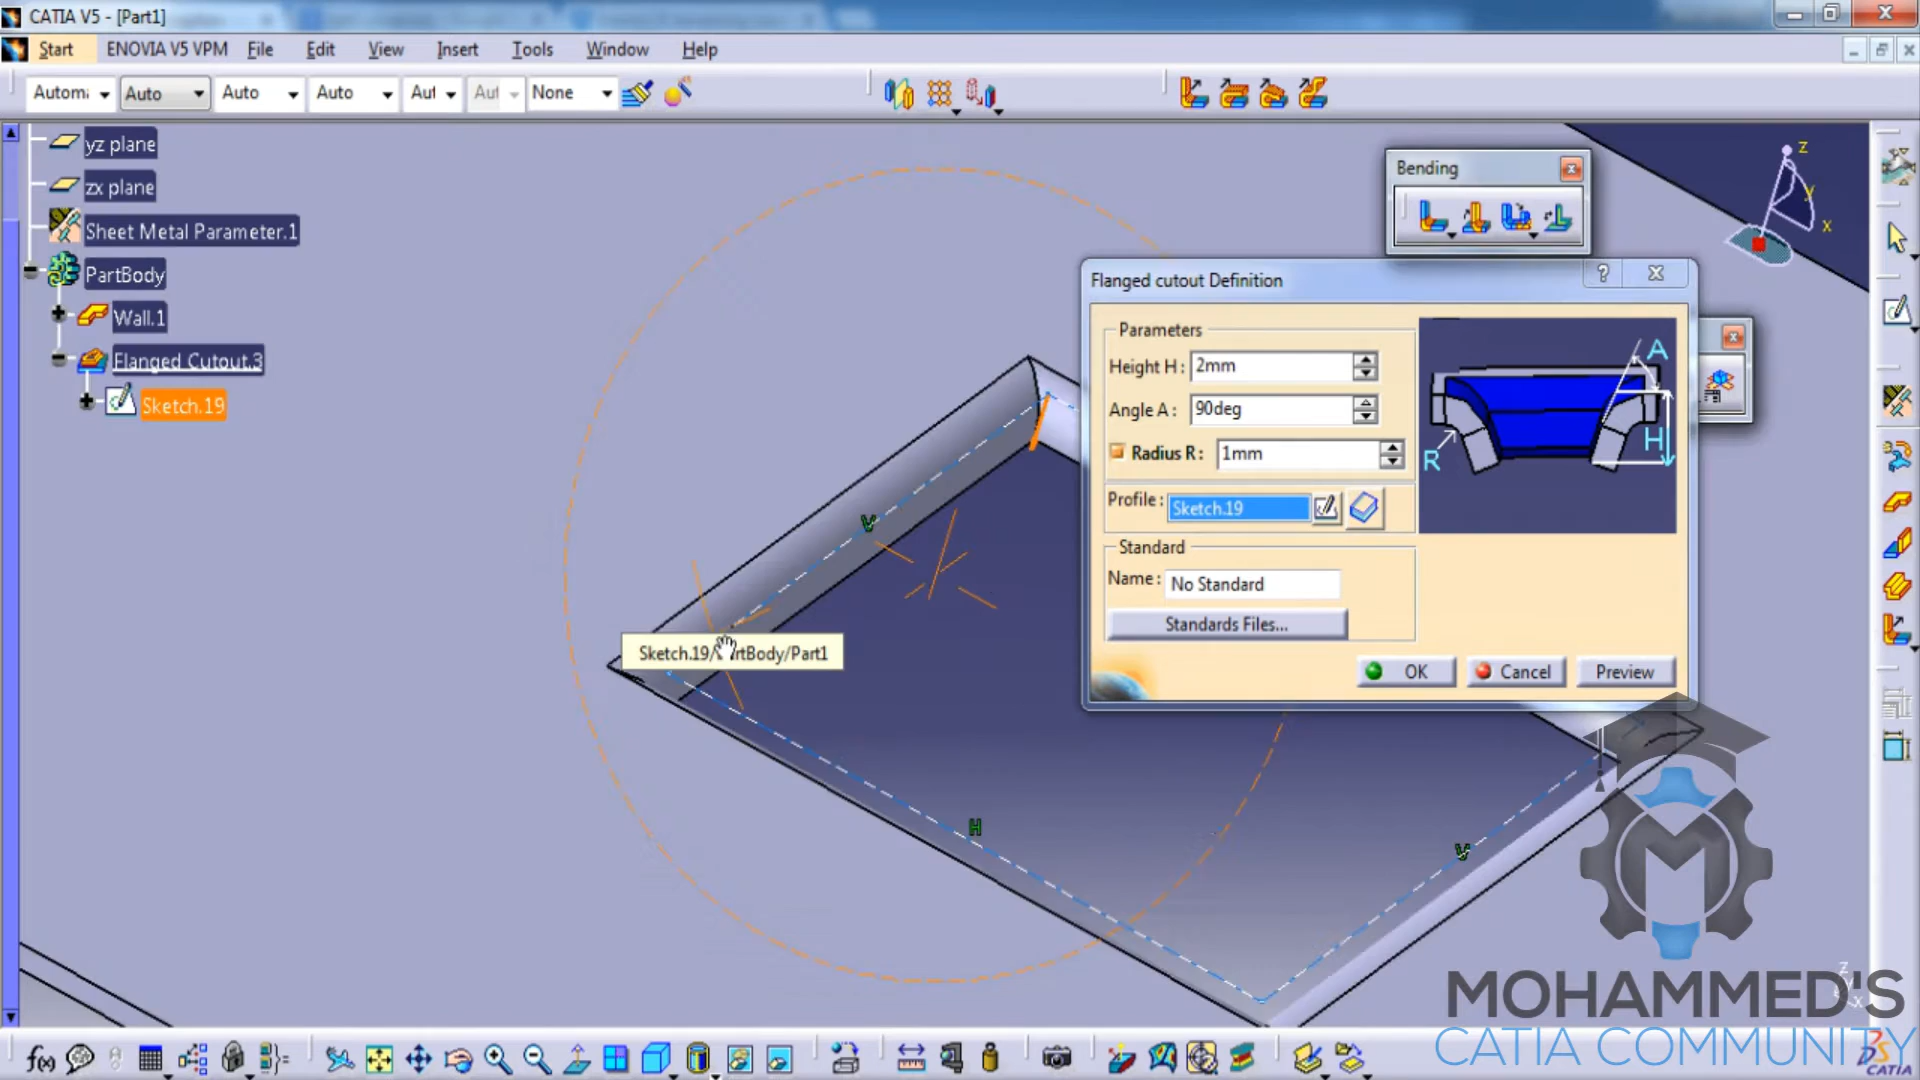 CATIA V5 - [Part1]
Start ENOVIA V5 VPM File Edit View Insert Tools Window Help
Auto Auto Auto None
yz plane
zx plane
Sheet Metal Parameter.1
PartBody
Wall.1
Flanged Cutout.3
Sketch.19
Bending
Flanged cutout Definition
Parameters
Height H : 2mm
Angle A : 90deg
Radius R : 1mm
Profile : Sketch.19
Standard
Name : No Standard
Standards Files...
OK Cancel Preview
A
H
R
z
y
x
V
H
V
MOHAMMED'S
CATIA COMMUNITY
f(x)
CATIA